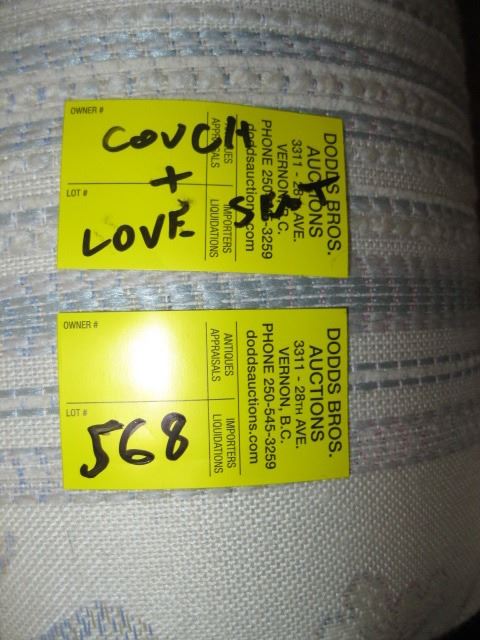 OWNER #
COUCH
+
LOT #
LOVE SEAT
ANTIQUES IMPORTERS
APPRAISALS LIQUIDATIONS
DODDS BROS.
AUCTIONS
3311 - 28TH AVE.
VERNON, B.C.
PHONE 250-545-3259
doddsauctions.com
OWNER #
LOT #
568
ANTIQUES IMPORTERS
APPRAISALS LIQUIDATIONS
DODDS BROS.
AUCTIONS
3311 - 28TH AVE.
VERNON, B.C.
PHONE 250-545-3259
doddsauctions.com